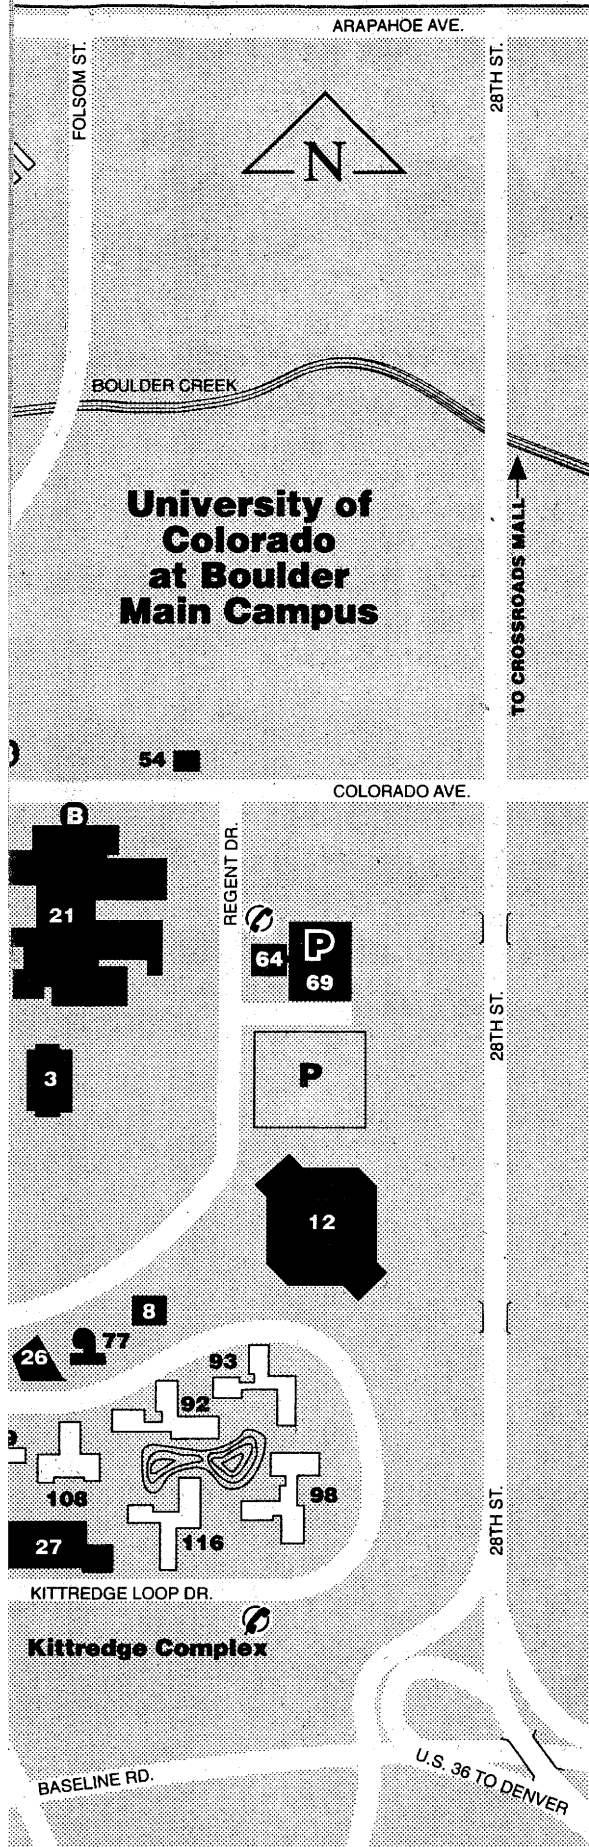 ARAPAHOE AVE.
FOLSOM ST.
28TH ST.
N
BOULDER CREEK
University of
Colorado
at Boulder
Main Campus
TO CROSSROADS MALL
54
COLORADO AVE.
B
REGENT DR.
21
P
64
69
28TH ST.
3
P
12
8
77
26
93
92
108
98
116
27
28TH ST.
KITTREDGE LOOP DR.
Kittredge Complex
BASELINE RD.
U.S. 36 TO DENVER